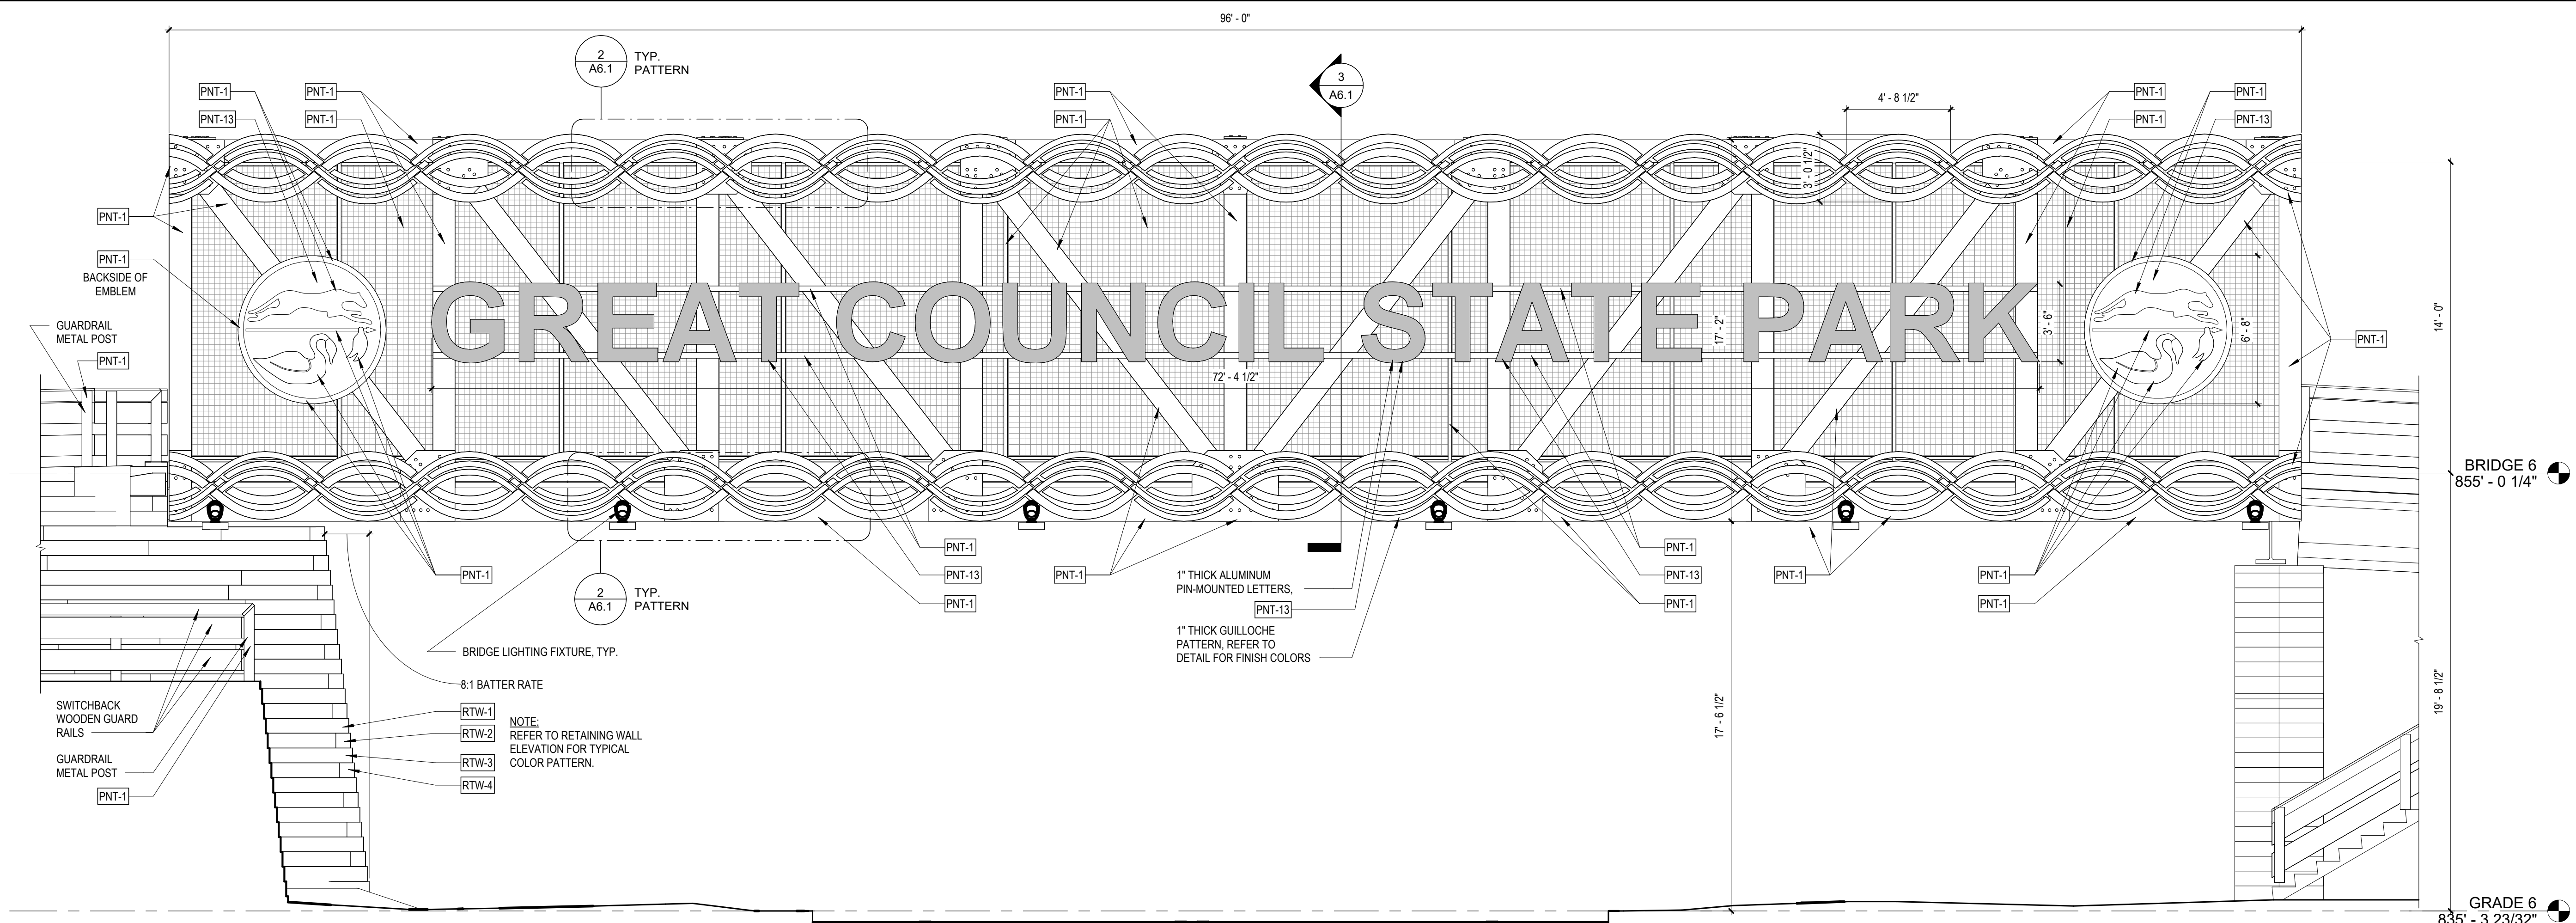 96' - 0"
2
A6.1
TYP.
PATTERN
3
A6.1
PNT-1
PNT-13
PNT-1
PNT-1
PNT-1
PNT-1
4' - 8 1/2"
PNT-1
PNT-1
PNT-1
PNT-13
3' - 0 1/2"
PNT-1
PNT-1
BACKSIDE OF
EMBLEM
GUARDRAIL
METAL POST
PNT-1
GREAT COUNCIL STATE PARK
72' - 4 1/2"
17' - 2"
3' - 6"
6' - 8"
14' - 0"
PNT-1
BRIDGE 6
855' - 0 1/4"
PNT-1
2
A6.1
TYP.
PATTERN
PNT-1
PNT-13
PNT-1
PNT-1
1" THICK ALUMINUM
PIN-MOUNTED LETTERS,
PNT-13
1" THICK GUILLOCHE
PATTERN, REFER TO
DETAIL FOR FINISH COLORS
PNT-1
PNT-13
PNT-1
PNT-1
PNT-1
PNT-1
BRIDGE LIGHTING FIXTURE, TYP.
8:1 BATTER RATE
SWITCHBACK
WOODEN GUARD
RAILS
GUARDRAIL
METAL POST
PNT-1
RTW-1
RTW-2
RTW-3
RTW-4
NOTE:
REFER TO RETAINING WALL
ELEVATION FOR TYPICAL
COLOR PATTERN.
17' - 6 1/2"
19' - 8 1/2"
GRADE 6
835' - 3 23/32"